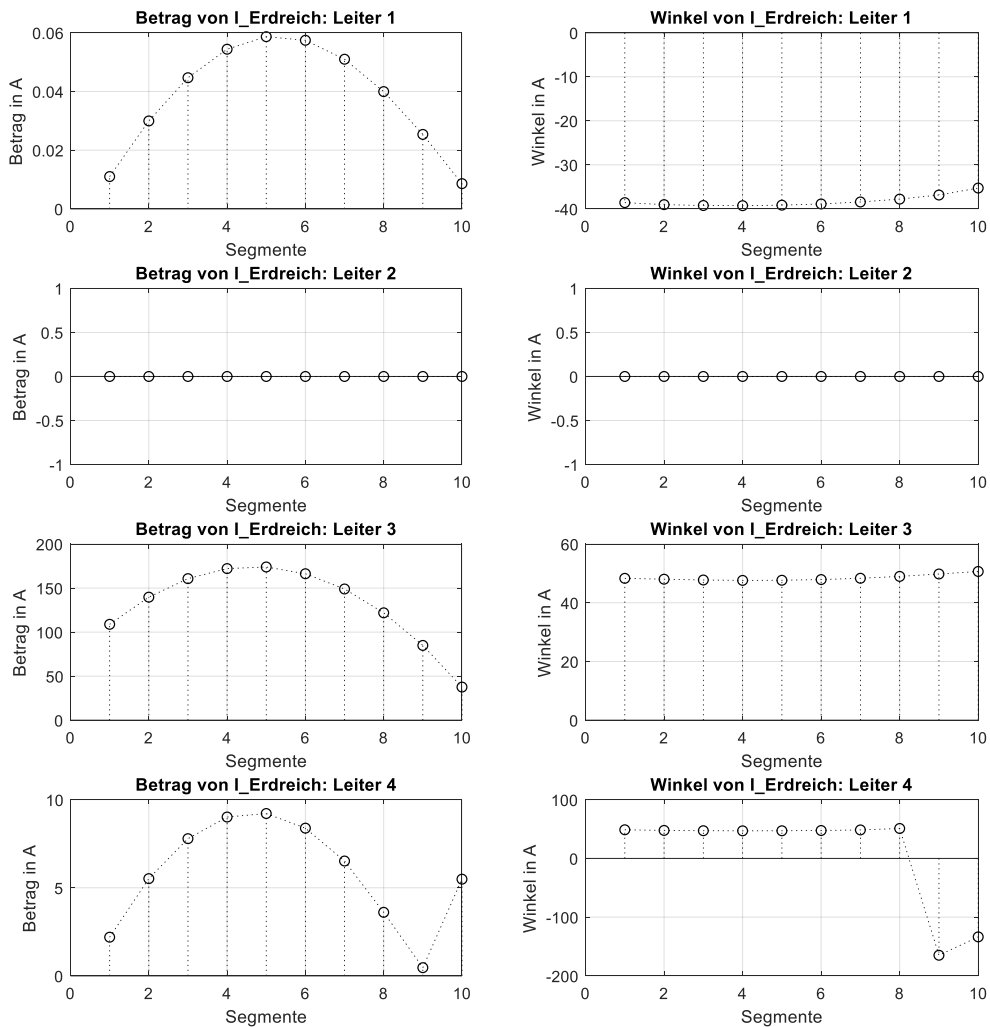 Betrag von I_Erdreich: Leiter 1
Betrag in A
0.06
0.04
0.02
0
0 2 4 6 8 10
Segmente
Winkel von I_Erdreich: Leiter 1
Winkel in A
0
-10
-20
-30
-40
0 2 4 6 8 10
Segmente
Betrag von I_Erdreich: Leiter 2
Betrag in A
1
0.5
0
-0.5
-1
0 2 4 6 8 10
Segmente
Winkel von I_Erdreich: Leiter 2
Winkel in A
1
0.5
0
-0.5
-1
0 2 4 6 8 10
Segmente
Betrag von I_Erdreich: Leiter 3
Betrag in A
200
150
100
50
0
0 2 4 6 8 10
Segmente
Winkel von I_Erdreich: Leiter 3
Winkel in A
60
40
20
0
0 2 4 6 8 10
Segmente
Betrag von I_Erdreich: Leiter 4
Betrag in A
10
5
0
0 2 4 6 8 10
Segmente
Winkel von I_Erdreich: Leiter 4
Winkel in A
100
0
-100
-200
0 2 4 6 8 10
Segmente